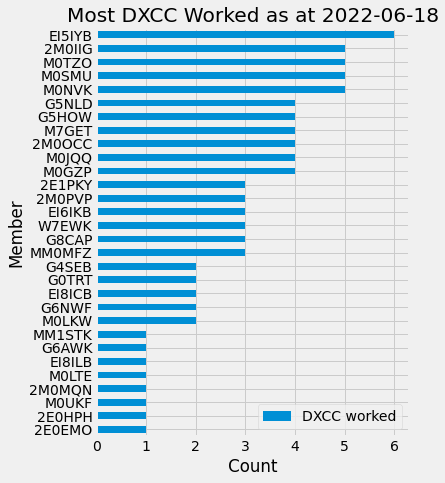 Most DXCC Worked as at 2022-06-18
EI5IYB
2M0IIG
M0TZO
M0SMU
M0NVK
G5NLD
G5HOW
M7GET
2M0OCC
M0JQQ
M0GZP
2E1PKY
2M0PVP
EI6IKB
W7EWK
G8CAP
MM0MFZ
G4SEB
G0TRT
EI8ICB
G6NWF
M0LKW
MM1STK
G6AWK
EI8ILB
M0LTE
2M0MQN
M0UKF
2E0HPH
2E0EMO
Member
DXCC worked
0 1 2 3 4 5 6
Count